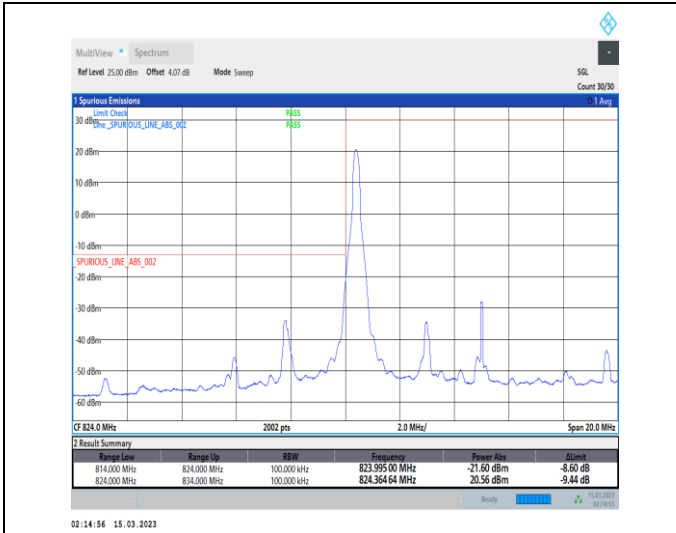 MultiView Spectrum
Ref Level 25.00 dBm Offset 4.07 dB Mode Sweep SGL
Count 30/30
1 Spurious Emissions 1 Avg
Limit Check PASS
30 dBm
Line _SPURIOUS_LINE_ABS_002 PASS
20 dBm
10 dBm
0 dBm
-10 dBm
_SPURIOUS_LINE_ABS_002
-20 dBm
-30 dBm
-40 dBm
-50 dBm
-60 dBm
CF 824.0 MHz 2002 pts 2.0 MHz/ Span 20.0 MHz
2 Result Summary
Range Low Range Up RBW Frequency Power Abs ΔLimit
814.000 MHz 824.000 MHz 100.000 kHz 823.99500 MHz -21.60 dBm -8.60 dB
824.000 MHz 834.000 MHz 100.000 kHz 824.36464 MHz 20.56 dBm -9.44 dB
Ready 15.03.2023
02:14:55
02:14:56 15.03.2023